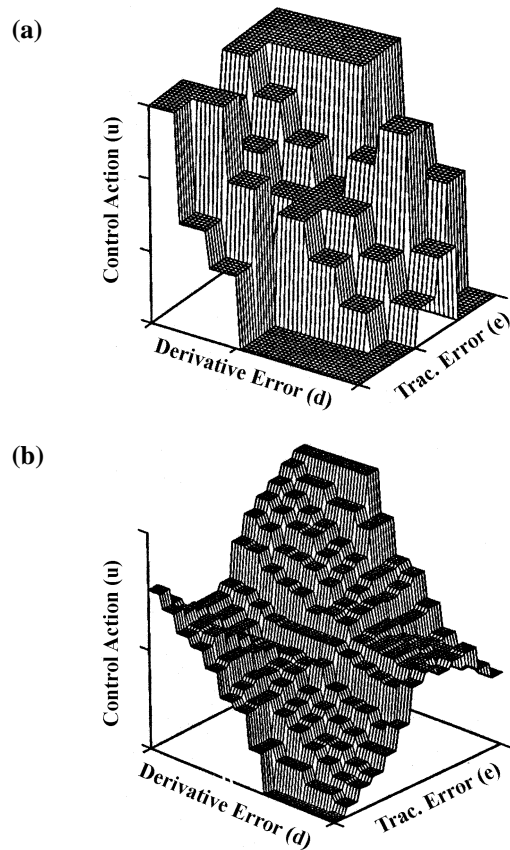 (a)
Control Action (u)
Derivative Error (d)
Trac. Error (e)
(b)
Control Action (u)
Derivative Error (d)
Trac. Error (e)